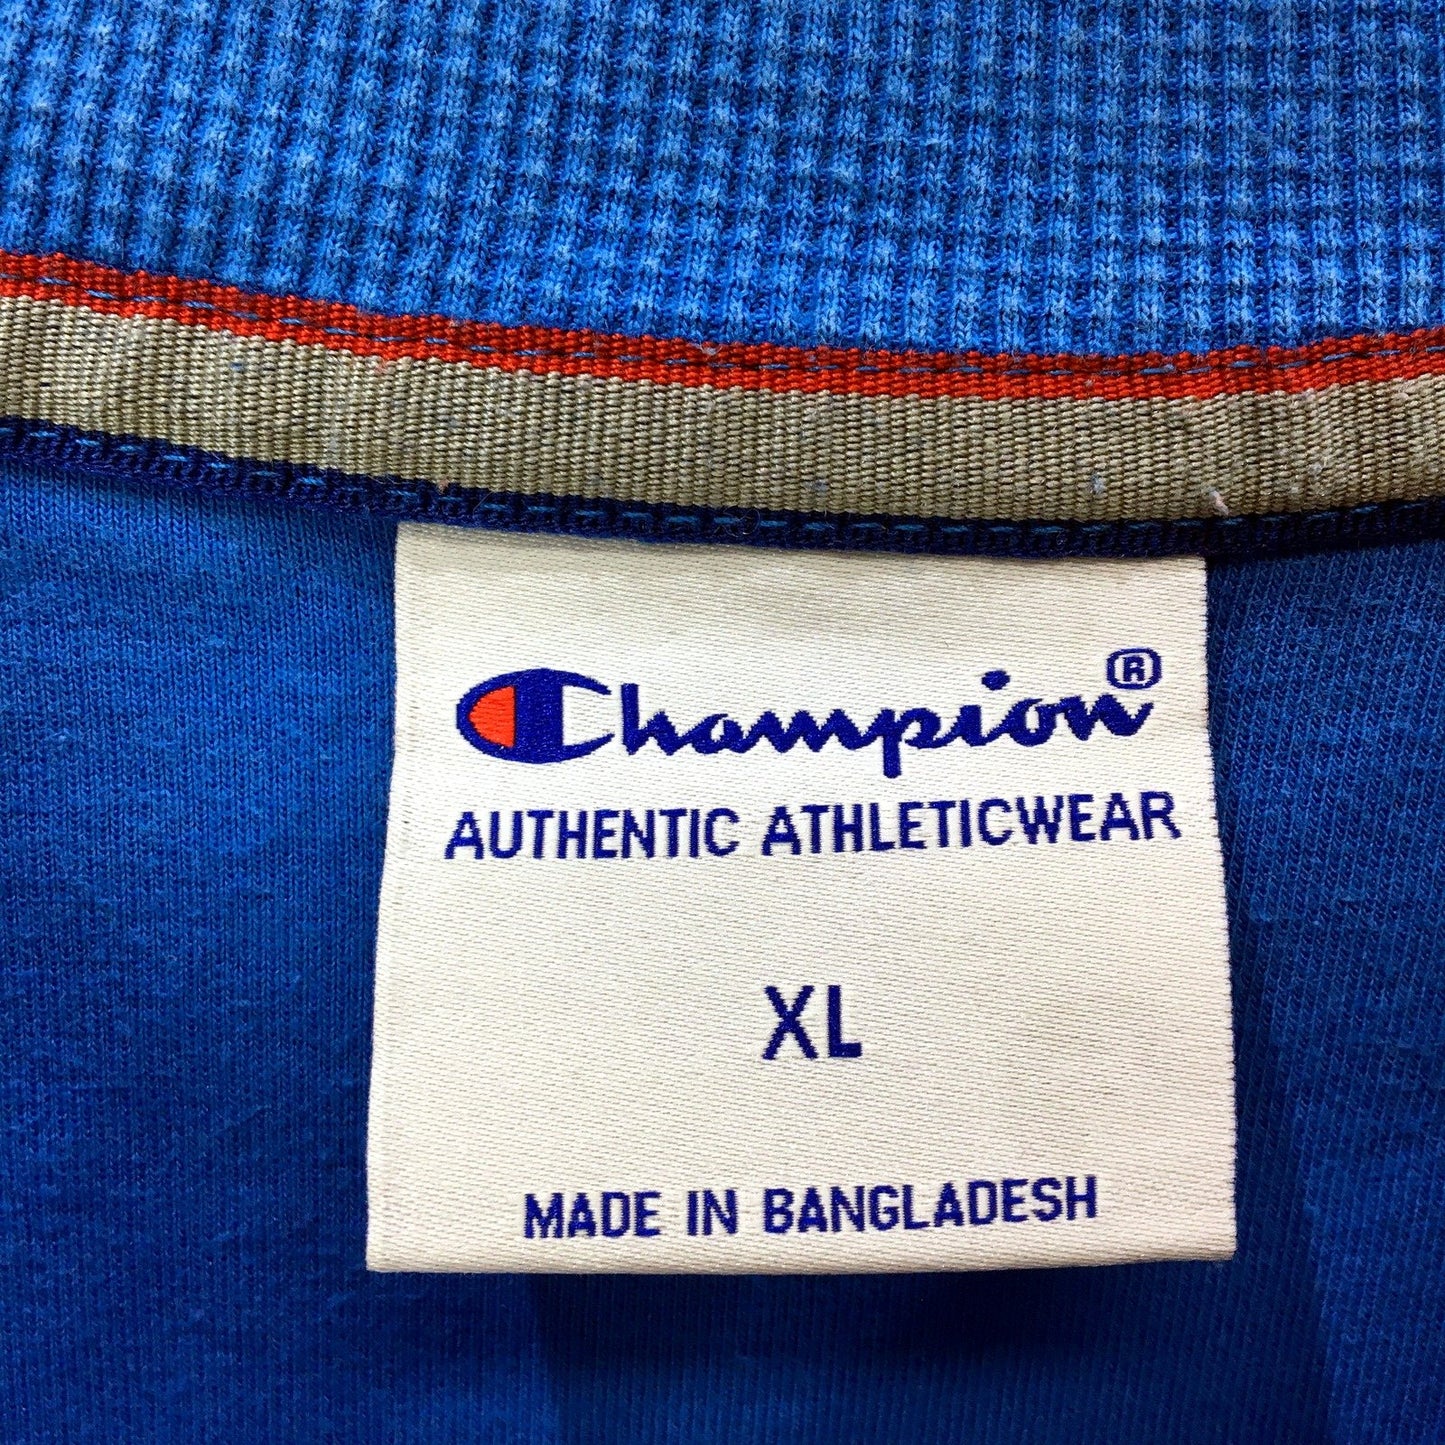 Champion®
AUTHENTIC ATHLETICWEAR
XL
MADE IN BANGLADESH